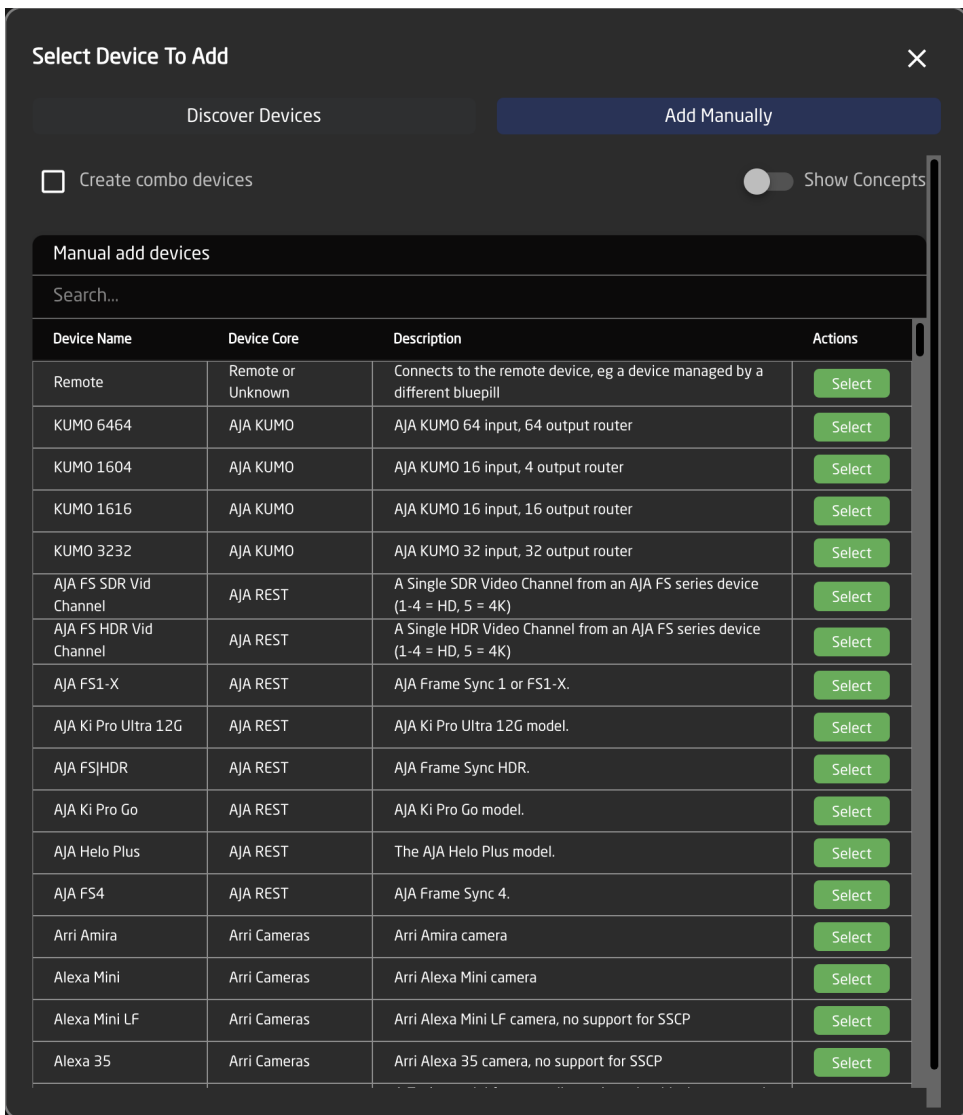 Select Device To Add
Discover Devices
Add Manually
Create combo devices
Show Concepts
Manual add devices
Search...
Device Name Device Core Description Actions
Remote
Remote or
Unknown
Connects to the remote device, eg a device managed by a
different bluepill
Select
KUMO 6464 AJA KUMO AJA KUMO 64 input, 64 output router Select
KUMO 1604 AJA KUMO AJA KUMO 16 input, 4 output router Select
KUMO 1616 AJA KUMO AJA KUMO 16 input, 16 output router Select
KUMO 3232 AJA KUMO AJA KUMO 32 input, 32 output router Select
AJA FS SDR Vid
Channel
AJA REST
A Single SDR Video Channel from an AJA FS series device
(1-4 = HD, 5 = 4K)
Select
AJA FS HDR Vid
Channel
AJA REST
A Single HDR Video Channel from an AJA FS series device
(1-4 = HD, 5 = 4K)
Select
AJA FS1-X AJA REST AJA Frame Sync 1 or FS1-X. Select
AJA Ki Pro Ultra 12G AJA REST AJA Ki Pro Ultra 12G model. Select
AJA FS|HDR AJA REST AJA Frame Sync HDR. Select
AJA Ki Pro Go AJA REST AJA Ki Pro Go model. Select
AJA Helo Plus AJA REST The AJA Helo Plus model. Select
AJA FS4 AJA REST AJA Frame Sync 4. Select
Arri Amira Arri Cameras Arri Amira camera Select
Alexa Mini Arri Cameras Arri Alexa Mini camera Select
Alexa Mini LF Arri Cameras Arri Alexa Mini LF camera, no support for SSCP Select
Alexa 35 Arri Cameras Arri Alexa 35 camera, no support for SSCP Select